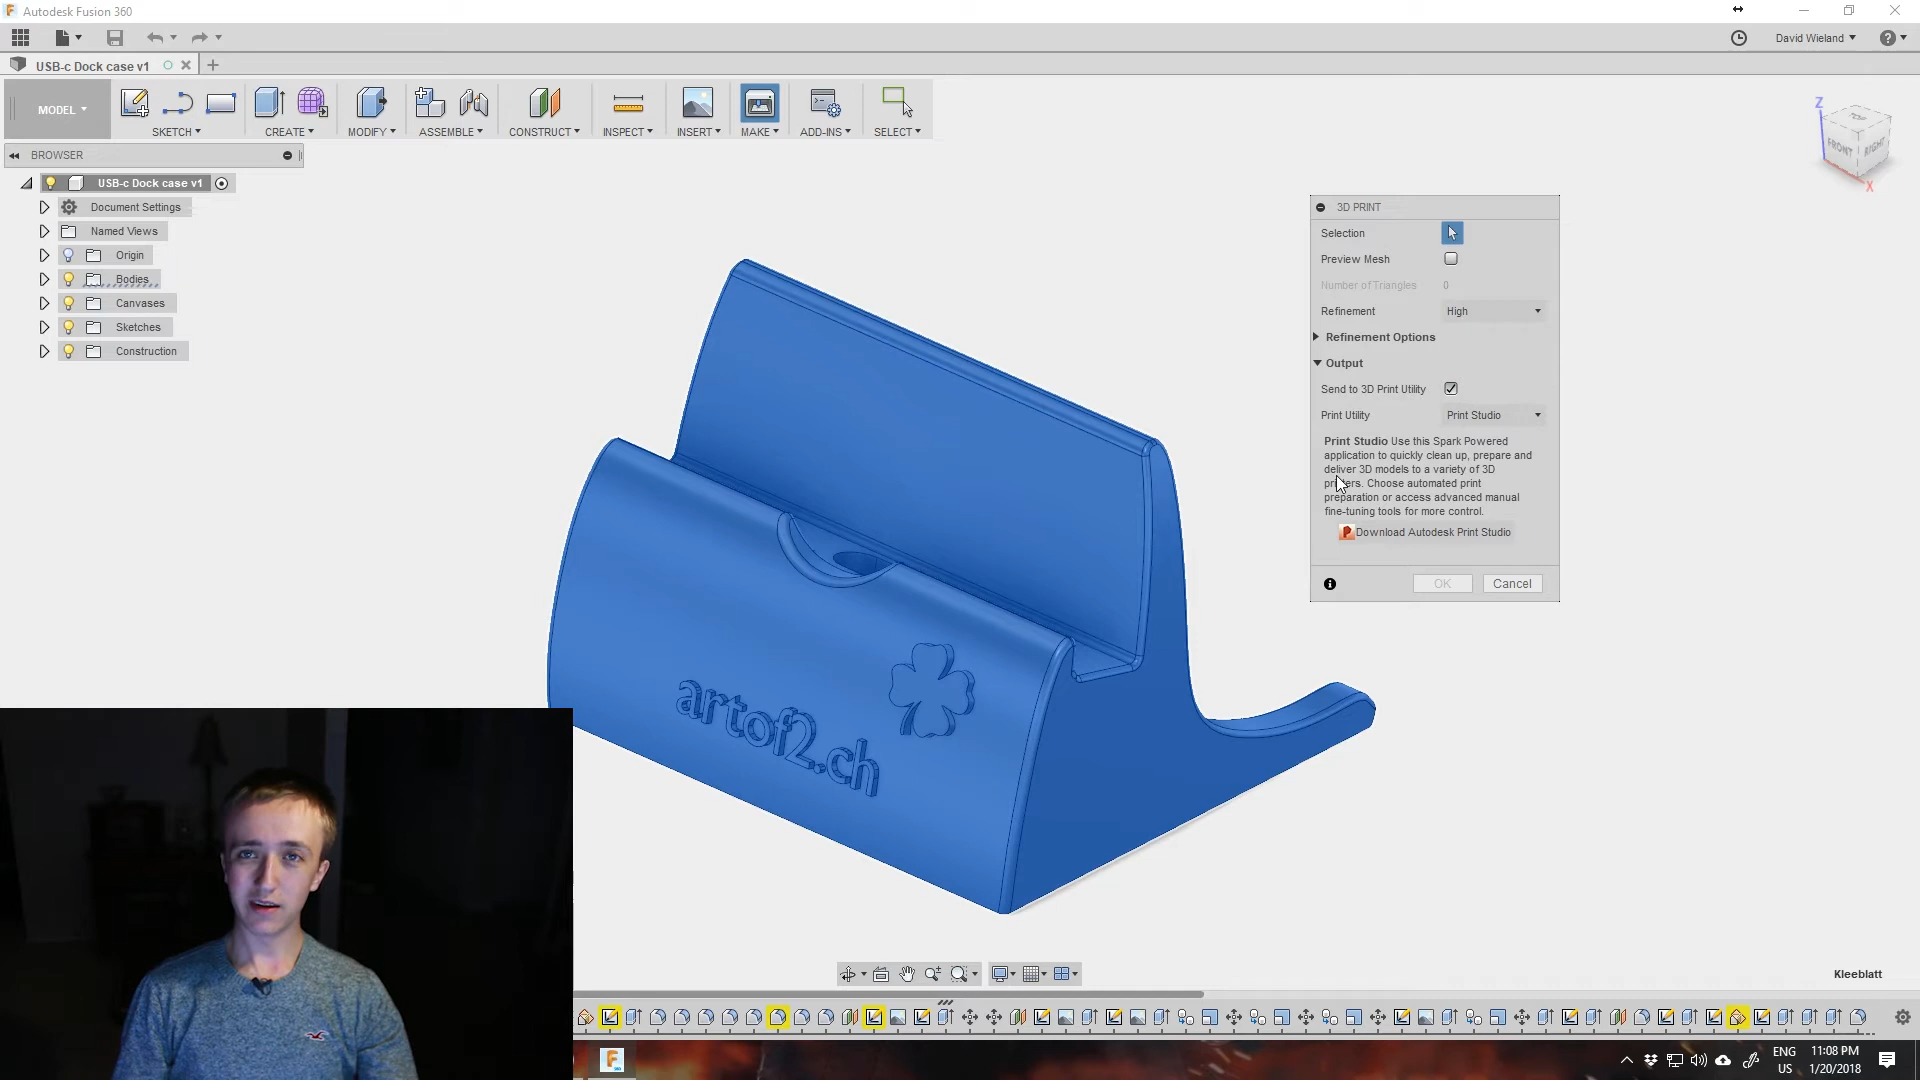 Autodesk Fusion 360
David Wieland
USB-c Dock case v1
MODEL
SKETCH
CREATE
MODIFY
ASSEMBLE
CONSTRUCT
INSPECT
INSERT
MAKE
ADD-INS
SELECT
BROWSER
USB-c Dock case v1
Document Settings
Named Views
Origin
Bodies
Canvases
Sketches
Construction
Z
TOP
FRONT
RIGHT
X
3D PRINT
Selection
Preview Mesh
Number of Triangles 0
Refinement High
Refinement Options
Output
Send to 3D Print Utility
Print Utility Print Studio
Print Studio Use this Spark Powered
application to quickly clean up, prepare and
deliver 3D models to a variety of 3D
printers. Choose automated print
preparation or access advanced manual
fine-tuning tools for more control.
Download Autodesk Print Studio
OK Cancel
artof2.ch
Kleeblatt
ENG
US
11:08 PM
1/20/2018